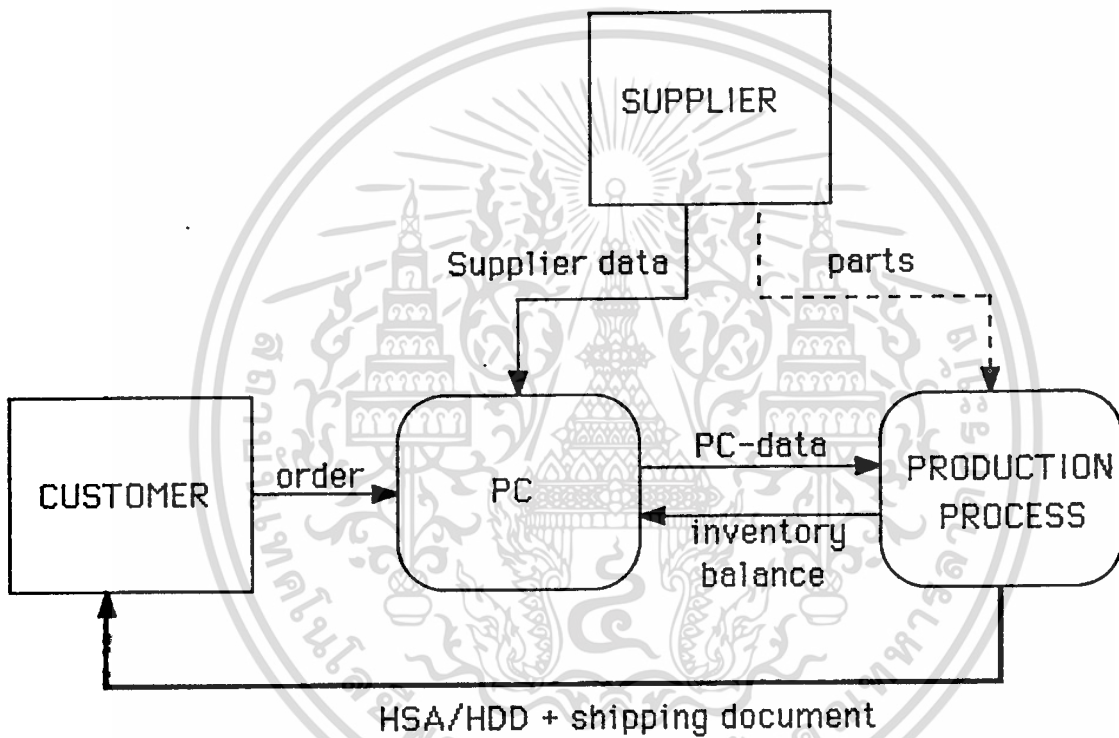 SUPPLIER
Supplier data
parts
CUSTOMER
order
PC
PC-data
inventory
balance
PRODUCTION
PROCESS
HSA/HDD + shipping document